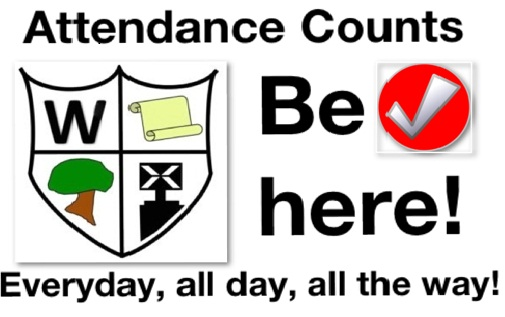 Attendance Counts
W
Be
here!
Everyday, all day, all the way!